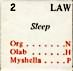 2 LAW
Sleep
Org . . . . . . . N
Olab . . . . . . H
Myshella . . . . P